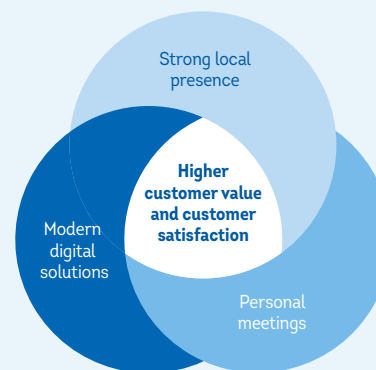 Strong local
presence
Higher
customer value
and customer
satisfaction
Modern
digital
solutions
Personal
meetings